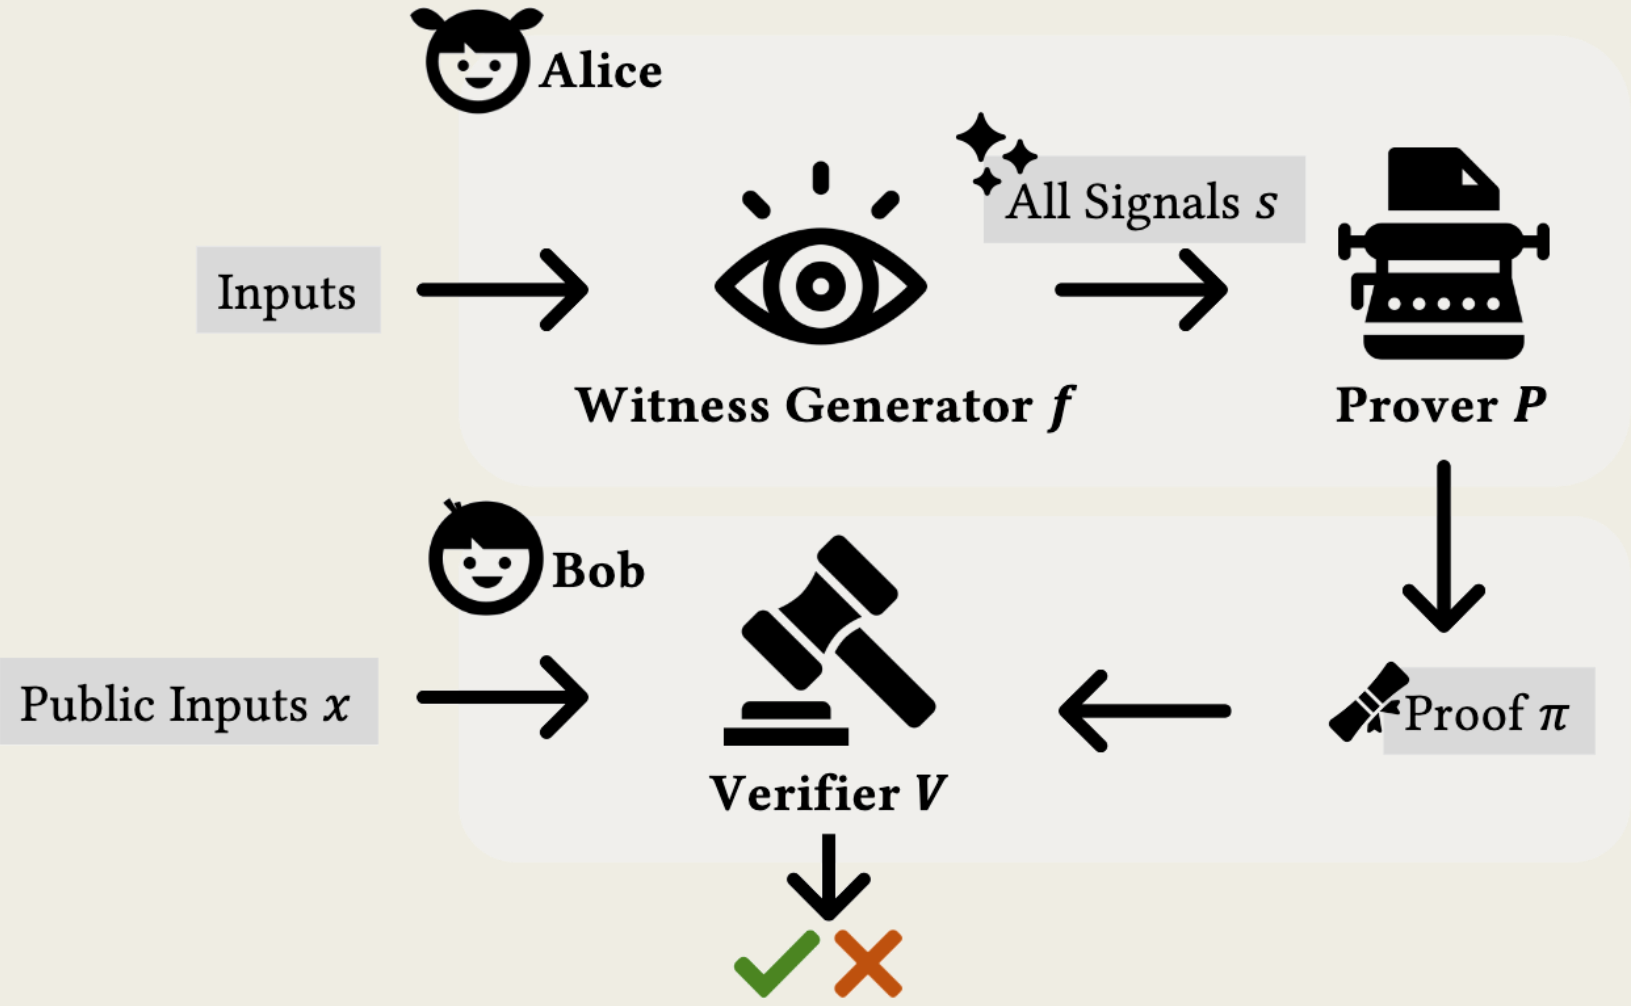 Alice
All Signals s
Inputs
Witness Generator f
Prover P
Bob
Public Inputs x
Proof π
Verifier V